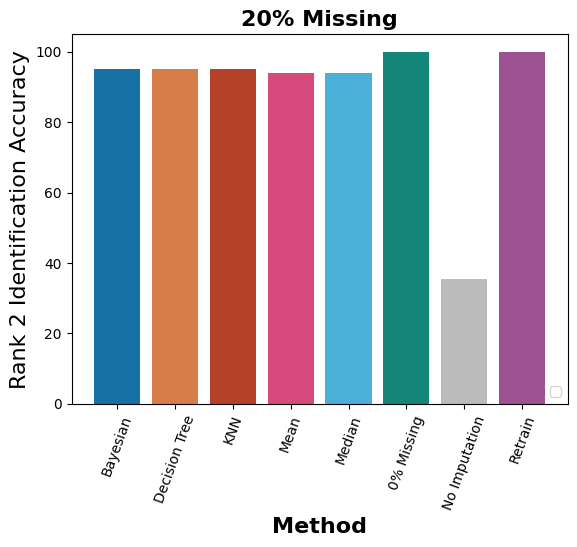 20% Missing
Rank 2 Identification Accuracy
100
80
60
40
20
0
Bayesian
Decision Tree
KNN
Mean
Median
0% Missing
No Imputation
Retrain
Method